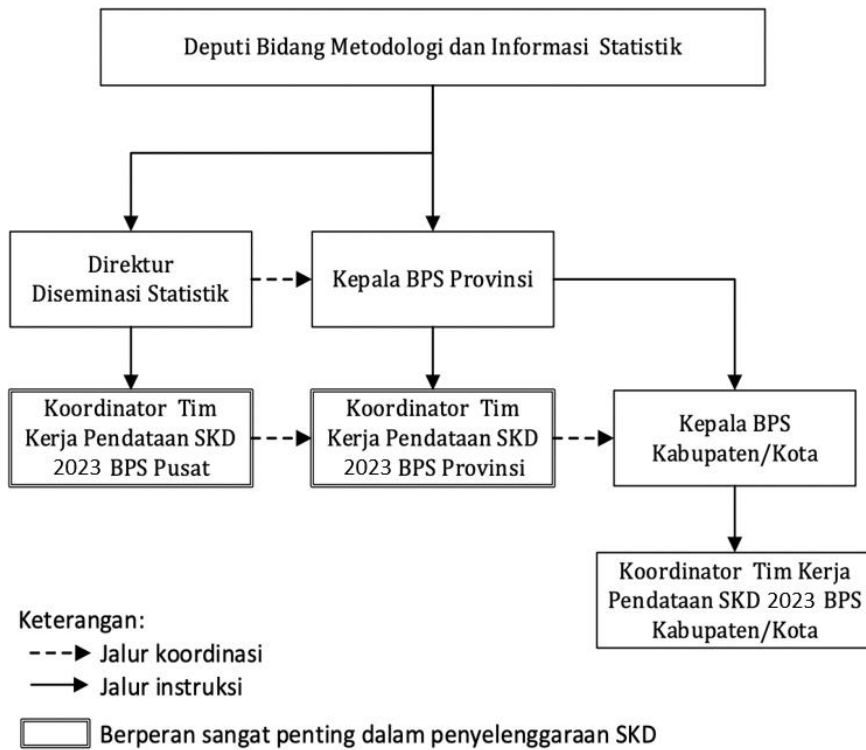 Deputi Bidang Metodologi dan Informasi Statistik
Direktur
Diseminasi Statistik
Kepala BPS Provinsi
Koordinator Tim
Kerja Pendataan SKD
2023 BPS Pusat
Koordinator Tim
Kerja Pendataan SKD
2023 BPS Provinsi
Kepala BPS
Kabupaten/Kota
Koordinator Tim Kerja
Pendataan SKD 2023 BPS
Kabupaten/Kota
Keterangan:
Jalur koordinasi
Jalur instruksi
Berperan sangat penting dalam penyelenggaraan SKD